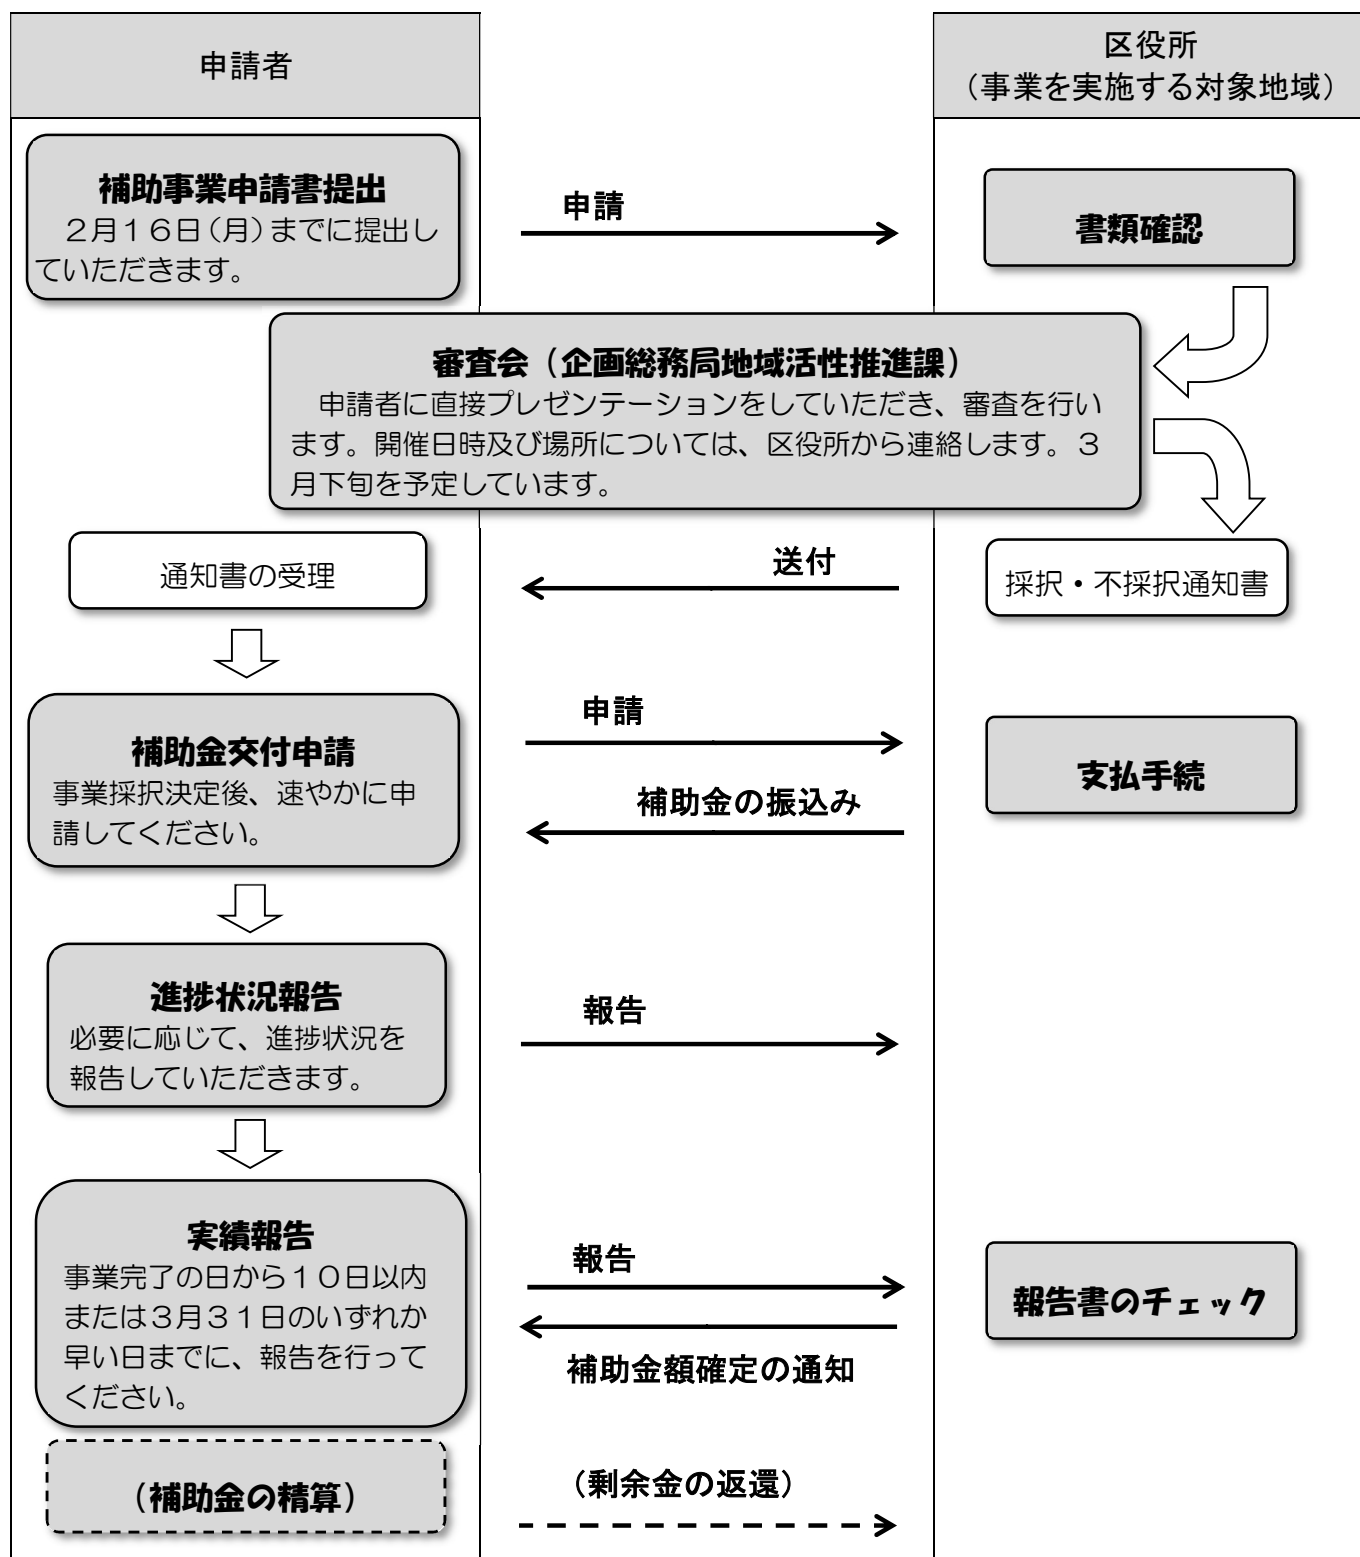 申請者
区役所
（事業を実施する対象地域）
補助事業申請書提出
２月１６日（月）までに提出し
ていただきます。
申請
書類確認
審査会（企画総務局地域活性推進課）
申請者に直接プレゼンテーションをしていただき、審査を行い
ます。開催日時及び場所については、区役所から連絡します。３
月下旬を予定しています。
通知書の受理
送付
採択・不採択通知書
補助金交付申請
事業採択決定後、速やかに申
請してください。
申請
補助金の振込み
支払手続
進捗状況報告
必要に応じて、進捗状況を
報告していただきます。
報告
実績報告
事業完了の日から１０日以内
または３月３１日のいずれか
早い日までに、報告を行って
ください。
報告
補助金額確定の通知
報告書のチェック
（補助金の精算）
（剰余金の返還）